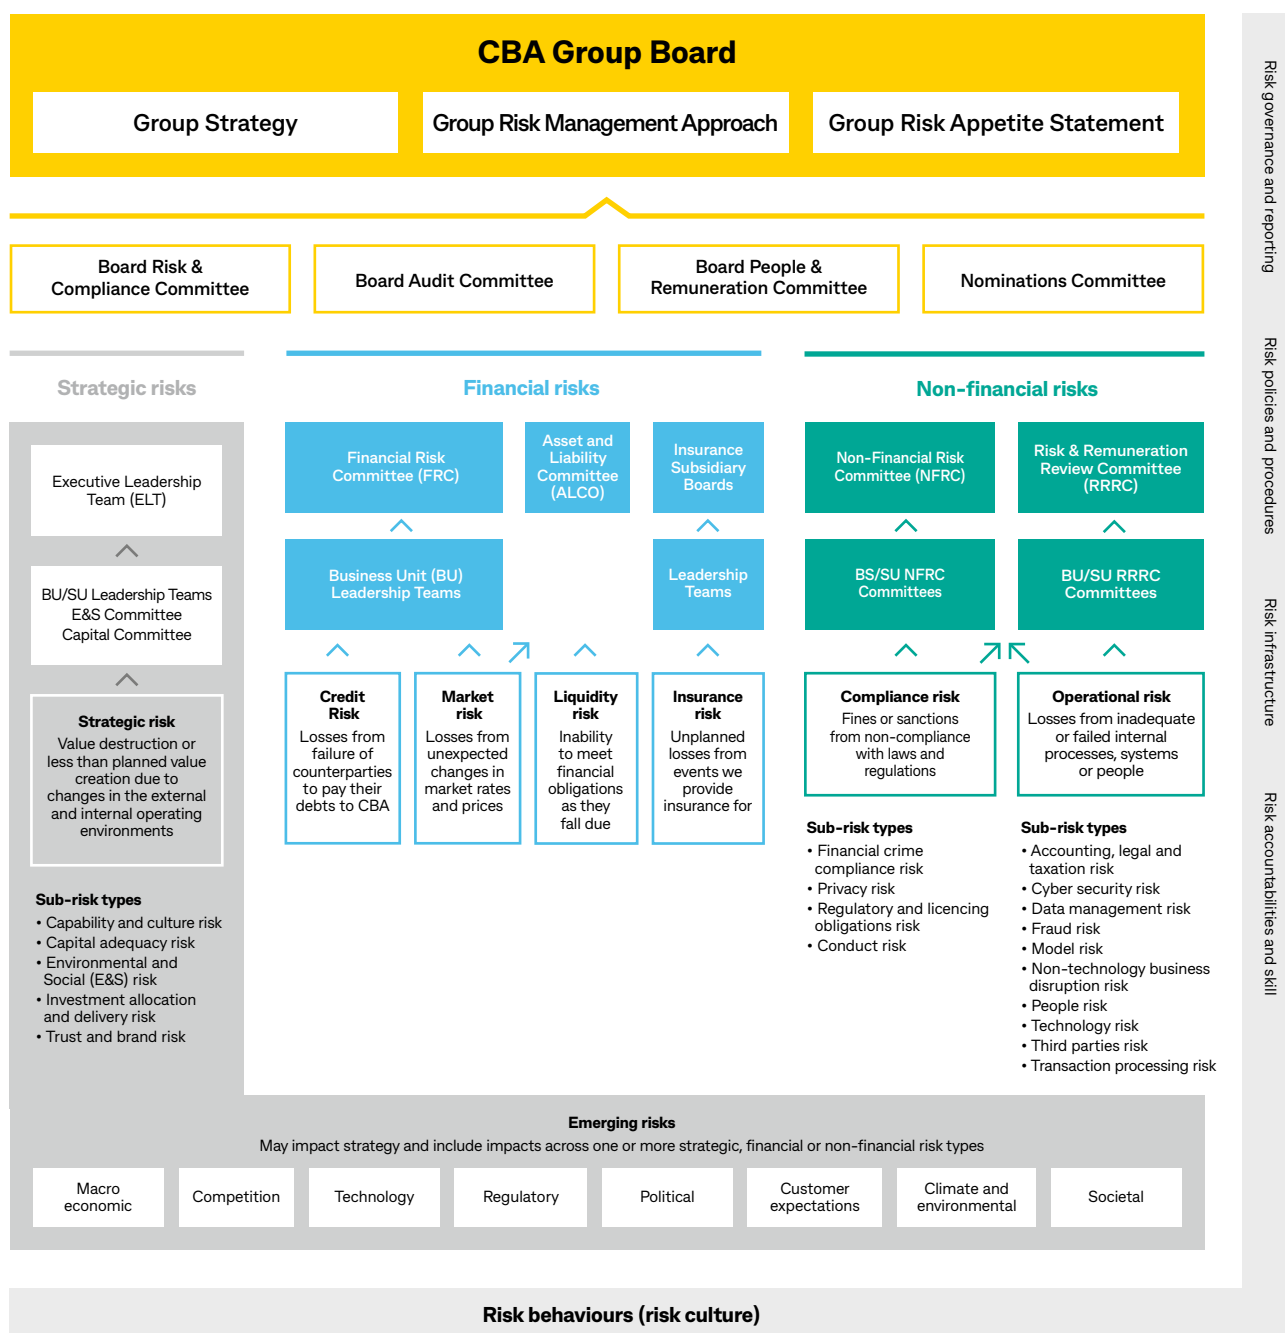 CBA Group Board
Group Strategy
Group Risk Management Approach
Group Risk Appetite Statement
Board Risk &
Compliance Committee
Board Audit Committee
Board People &
Remuneration Committee
Nominations Committee
Strategic risks
Executive Leadership
Team (ELT)
BU/SU Leadership Teams
E&S Committee
Capital Committee
Strategic risk
Value destruction or
less than planned value
creation due to
changes in the external
and internal operating
environments
Sub-risk types
• Capability and culture risk
• Capital adequacy risk
• Environmental and
Social (E&S) risk
• Investment allocation
and delivery risk
• Trust and brand risk
Financial risks
Financial Risk
Committee (FRC)
Asset and
Liability
Committee
(ALCO)
Insurance
Subsidiary
Boards
Business Unit (BU)
Leadership Teams
Leadership
Teams
Credit
Risk
Losses from
failure of
counterparties
to pay their
debts to CBA
Market
risk
Losses from
unexpected
changes in
market rates
and prices
Liquidity
risk
Inability
to meet
financial
obligations
as they
fall due
Insurance
risk
Unplanned
losses from
events we
provide
insurance for
Non-financial risks
Non-Financial Risk
Committee (NFRC)
Risk & Remuneration
Review Committee
(RRRC)
BS/SU NFRC
Committees
BU/SU RRRC
Committees
Compliance risk
Fines or sanctions
from non-compliance
with laws and
regulations
Operational risk
Losses from inadequate
or failed internal
processes, systems
or people
Sub-risk types
• Financial crime
compliance risk
• Privacy risk
• Regulatory and licencing
obligations risk
• Conduct risk
Sub-risk types
• Accounting, legal and
taxation risk
• Cyber security risk
• Data management risk
• Fraud risk
• Model risk
• Non-technology business
disruption risk
• People risk
• Technology risk
• Third parties risk
• Transaction processing risk
Emerging risks
May impact strategy and include impacts across one or more strategic, financial or non-financial risk types
Macro
economic
Competition
Technology
Regulatory
Political
Customer
expectations
Climate and
environmental
Societal
Risk governance and reporting
Risk policies and procedures
Risk infrastructure
Risk accountabilities and skill
Risk behaviours (risk culture)